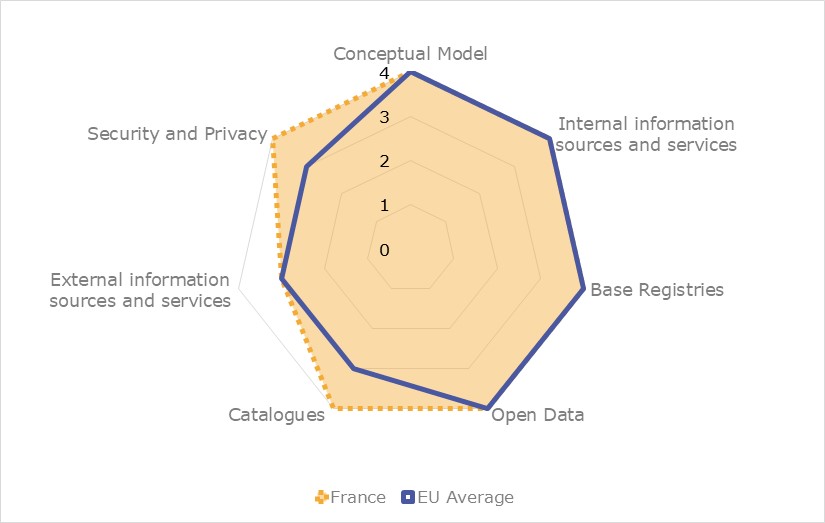 Conceptual Model
4
3
2
1
0
Internal information
sources and services
Base Registries
Open Data
Catalogues
External information
sources and services
Security and Privacy
France
EU Average